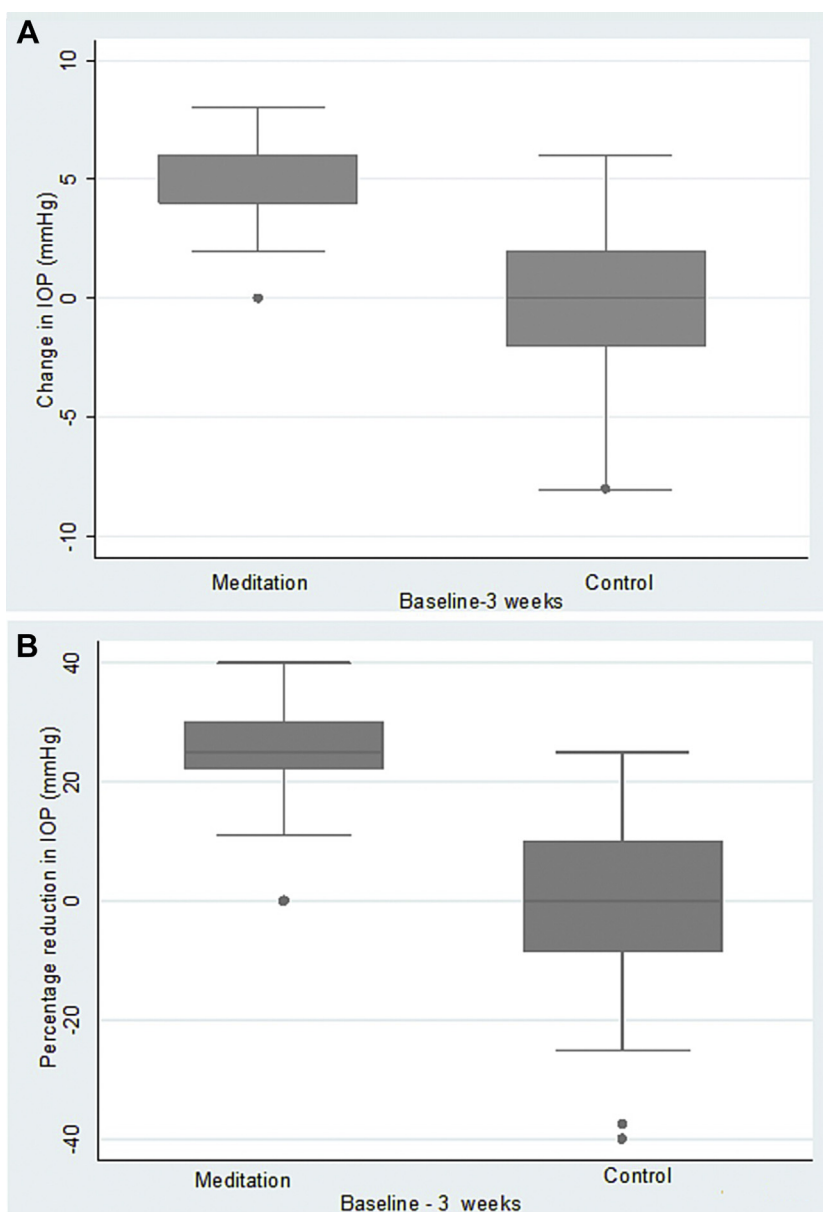 A
Change in IOP (mmHg)
10
5
0
-5
-10
Meditation
Control
Baseline-3 weeks
B
Percentage reduction in IOP (mmHg)
40
20
0
-20
-40
Meditation
Control
Baseline - 3 weeks